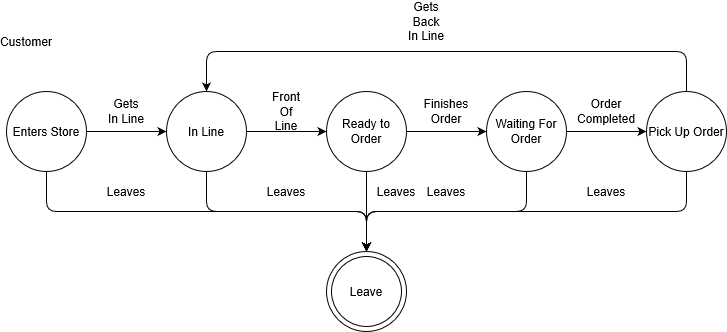 Gets
Back
In Line
Customer
Enters Store
Gets
In Line
In Line
Front
Of
Line
Ready to
Order
Finishes
Order
Waiting For
Order
Order
Completed
Pick Up Order
Leaves
Leaves
Leaves
Leaves
Leaves
Leave